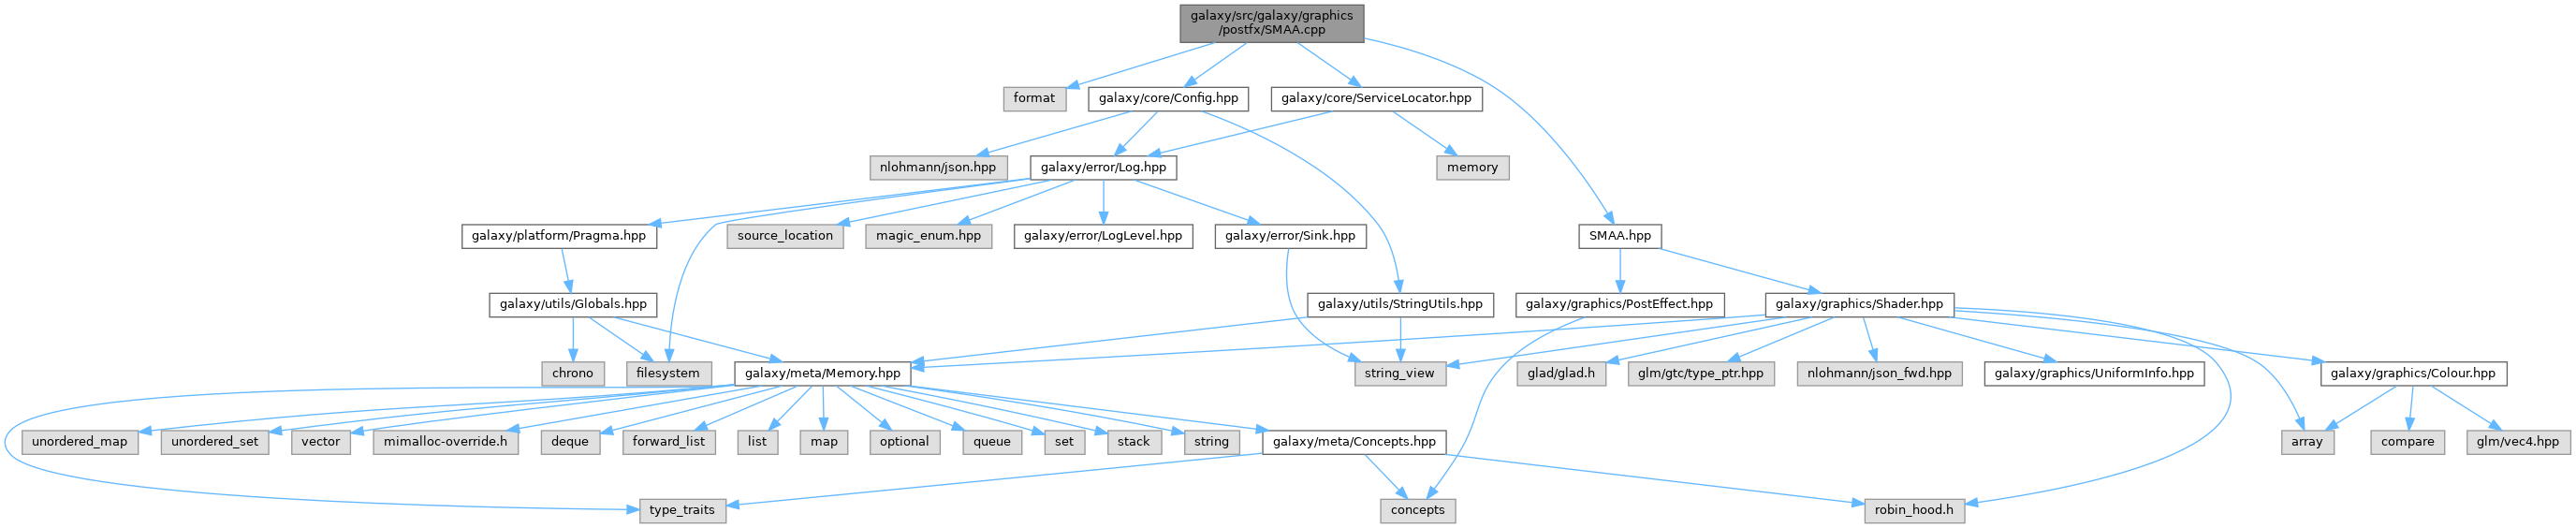 galaxy/src/galaxy/graphics
/postfx/SMAA.cpp
format
galaxy/core/Config.hpp
galaxy/core/ServiceLocator.hpp
nlohmann/json.hpp
galaxy/error/Log.hpp
memory
galaxy/platform/Pragma.hpp
source_location
magic_enum.hpp
galaxy/error/LogLevel.hpp
galaxy/error/Sink.hpp
SMAA.hpp
galaxy/utils/Globals.hpp
galaxy/utils/StringUtils.hpp
galaxy/graphics/PostEffect.hpp
galaxy/graphics/Shader.hpp
chrono
filesystem
galaxy/meta/Memory.hpp
string_view
glad/glad.h
glm/gtc/type_ptr.hpp
nlohmann/json_fwd.hpp
galaxy/graphics/UniformInfo.hpp
galaxy/graphics/Colour.hpp
unordered_map
unordered_set
vector
mimalloc-override.h
deque
forward_list
list
map
optional
queue
set
stack
string
galaxy/meta/Concepts.hpp
array
compare
glm/vec4.hpp
type_traits
concepts
robin_hood.h